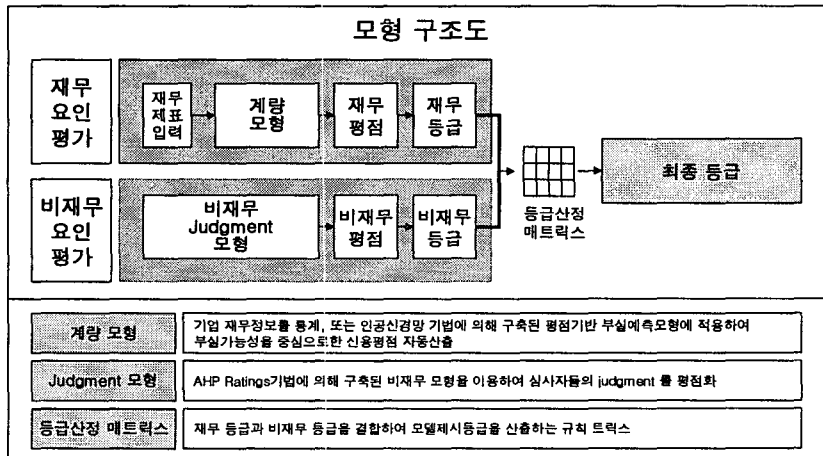 모형 구조도
재무
요인
평가
재무
제표
입력
계량
모형
재무
평점
재무
등급
비재무
요인
평가
비재무
Judgment
모형
비재무
평점
비재무
등급
등급산정
매트릭스
최종 등급
계량 모형
기업 재무정보를 통계, 또는 인공신경망 기법에 의해 구축된 평점기반 부실예측모형에 적용하여
부실가능성을 중심으로한 신용평점 자동산출
Judgment 모형
AHP Ratings기법에 의해 구축된 비재무 모형을 이용하여 심사자들의 judgment 를 평점화
등급산정 매트릭스
재무 등급과 비재무 등급을 결합하여 모델제시등급을 산출하는 규칙 트릭스